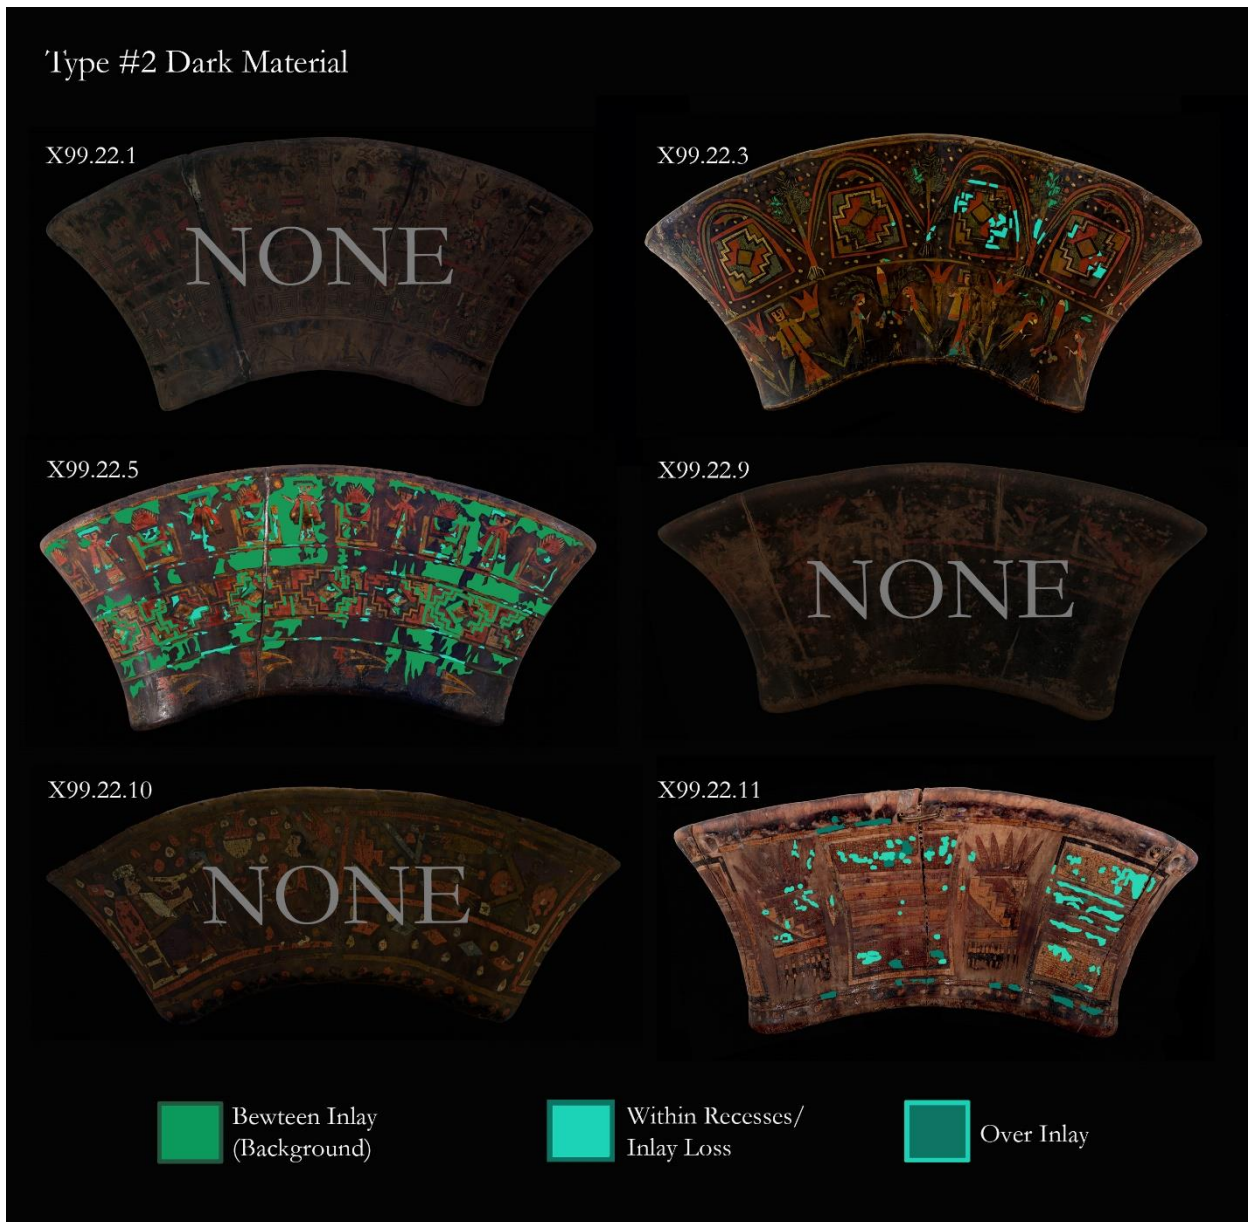 Type #2 Dark Material
X99.22.1
X99.22.3
NONE
X99.22.5
X99.22.9
NONE
X99.22.10
X99.22.11
NONE
Bewteen Inlay
(Background)
Within Recesses/
Inlay Loss
Over Inlay